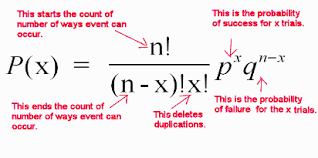 This starts the count of
number of ways event can
occur.
This is the probability
of success for x trials.
P(x) = n!
(n - x)!x! p^x q^{n-x}
This ends the count of
number of ways event can
occur.
This deletes
duplications.
This is the probability
of failure for the x trials.